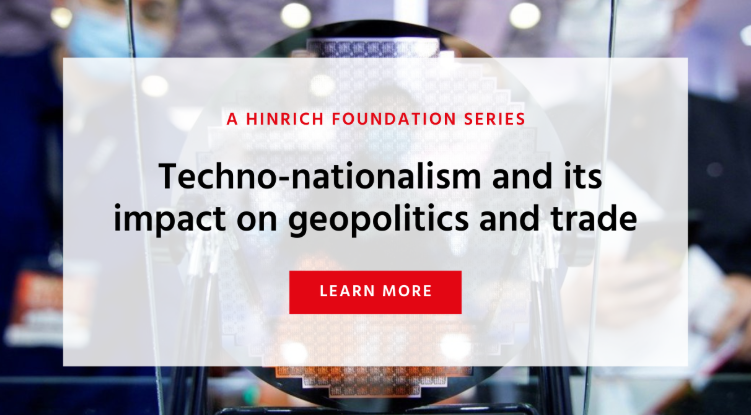 A HINRICH FOUNDATION SERIES
Techno-nationalism and its
impact on geopolitics and trade
LEARN MORE